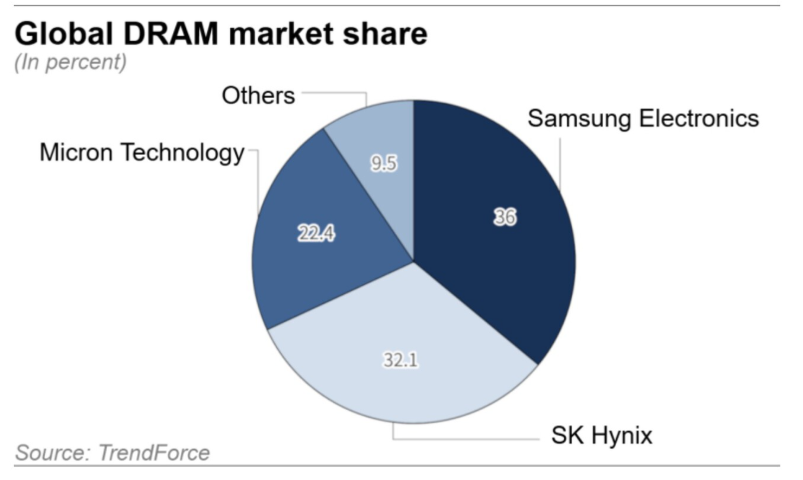 Global DRAM market share
(In percent)
Others
Samsung Electronics
Micron Technology
9.5
36
22.4
32.1
SK Hynix
Source: TrendForce